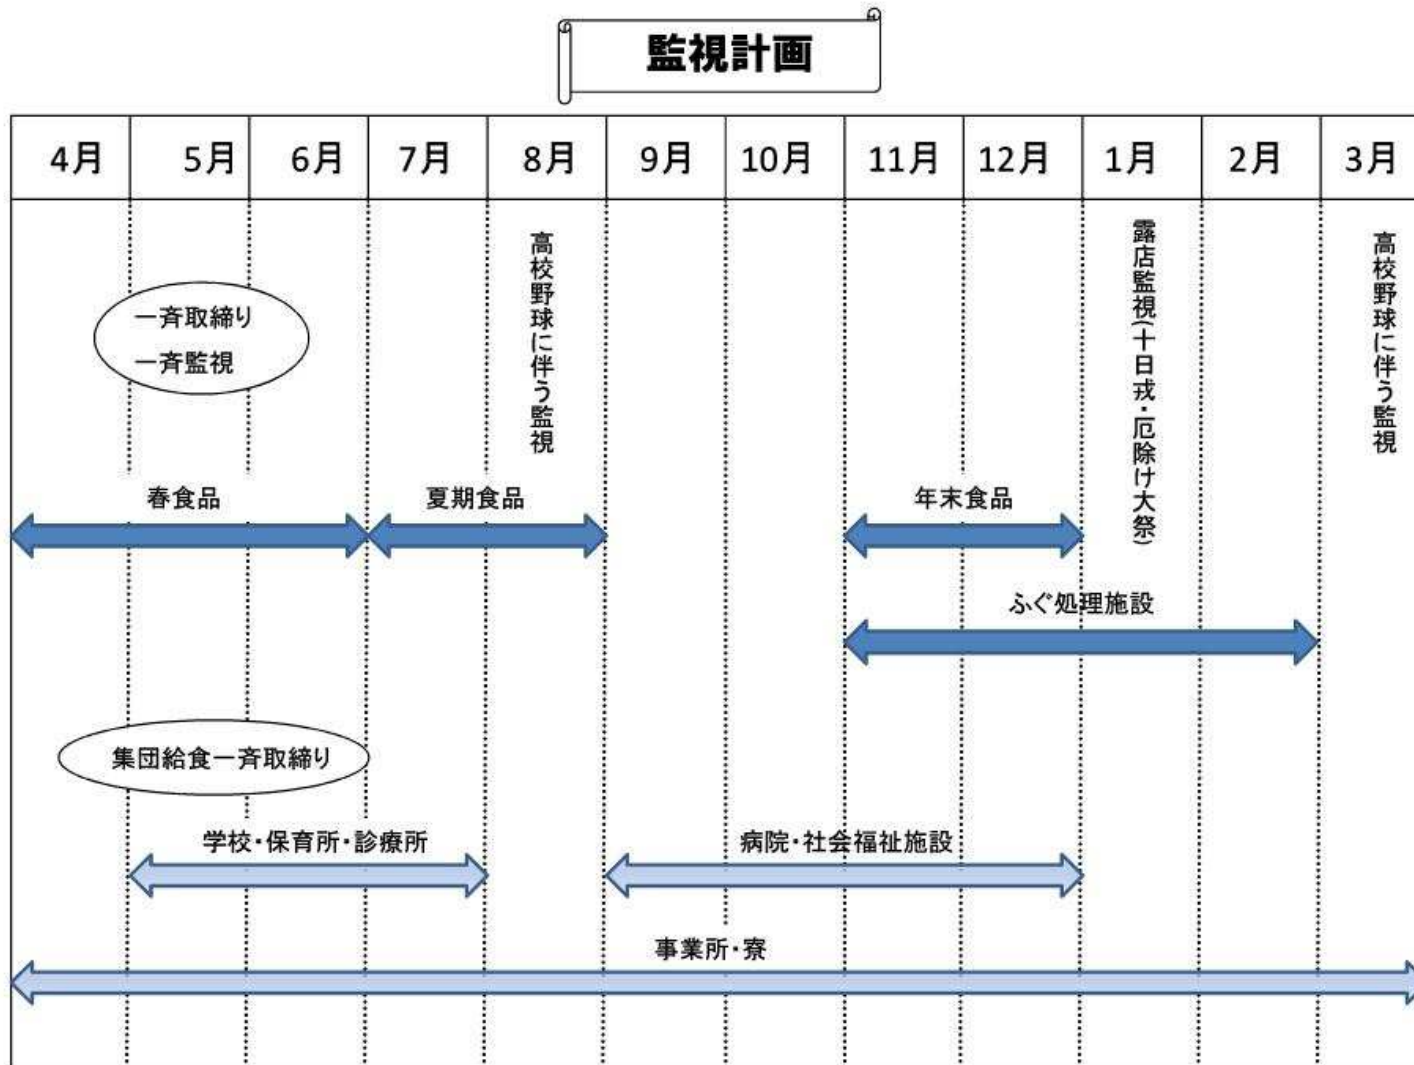 監視計画
4月 5月 6月 7月 8月 9月 10月 11月 12月 1月 2月 3月
高校野球に伴う監視
露店監視(十日戎・厄除け大祭)
高校野球に伴う監視
一斉取締り
一斉監視
春食品
夏期食品
年末食品
ふぐ処理施設
集団給食一斉取締り
学校・保育所・診療所
病院・社会福祉施設
事業所・寮